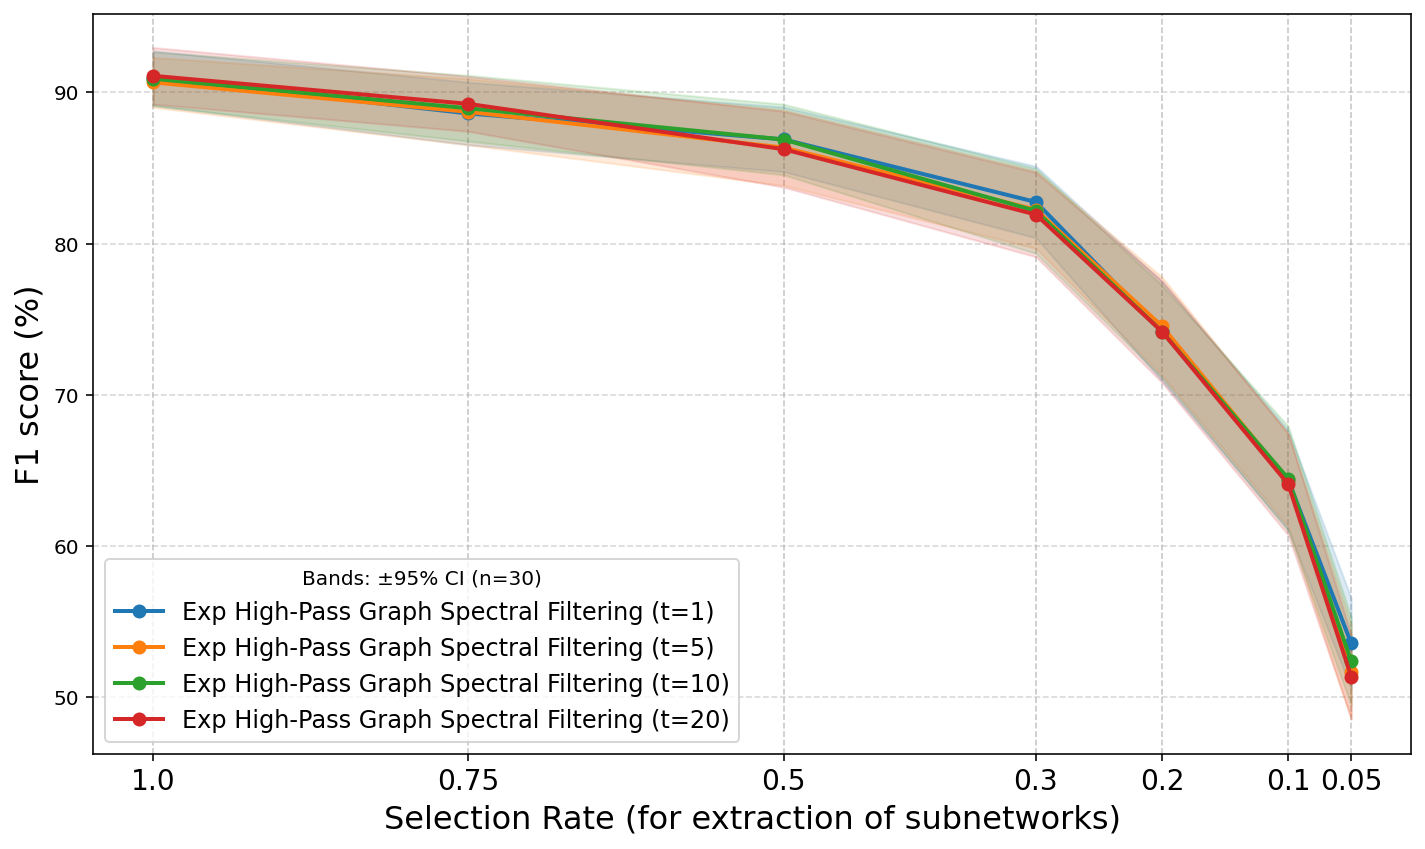 90
80
70
60
50
F1 score (%)
Bands: ±95% CI (n=30)
Exp High-Pass Graph Spectral Filtering (t=1)
Exp High-Pass Graph Spectral Filtering (t=5)
Exp High-Pass Graph Spectral Filtering (t=10)
Exp High-Pass Graph Spectral Filtering (t=20)
1.0 0.75 0.5 0.3 0.2 0.1 0.05
Selection Rate (for extraction of subnetworks)